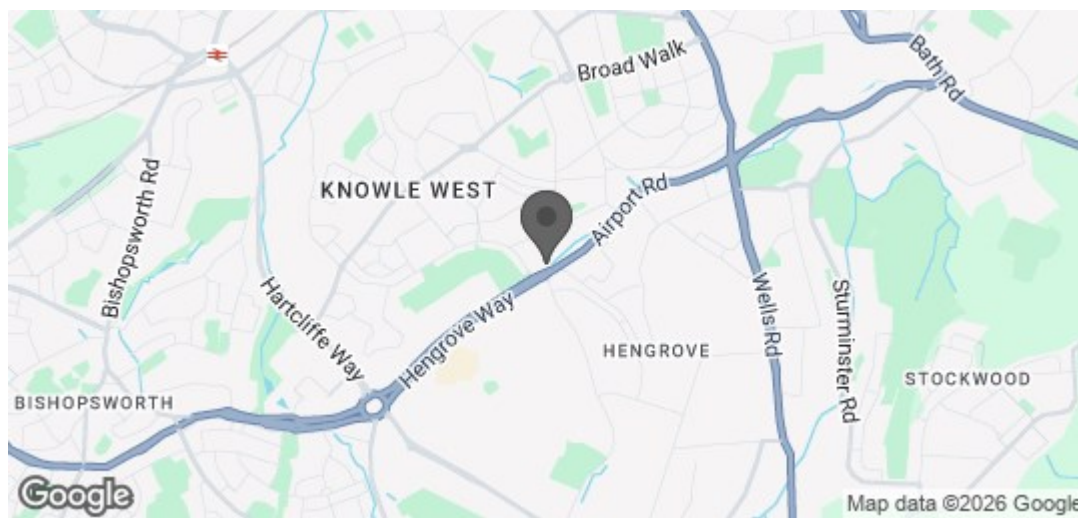 Broad Walk
Bath Rd
KNOWLE WEST
Airport Rd
Bishopsworth Rd
Hartcliffe Way
Hengrove Way
Wells Rd
Sturminster Rd
HENGROVE
STOCKWOOD
BISHOPSWORTH
Google
Map data ©2026 Google